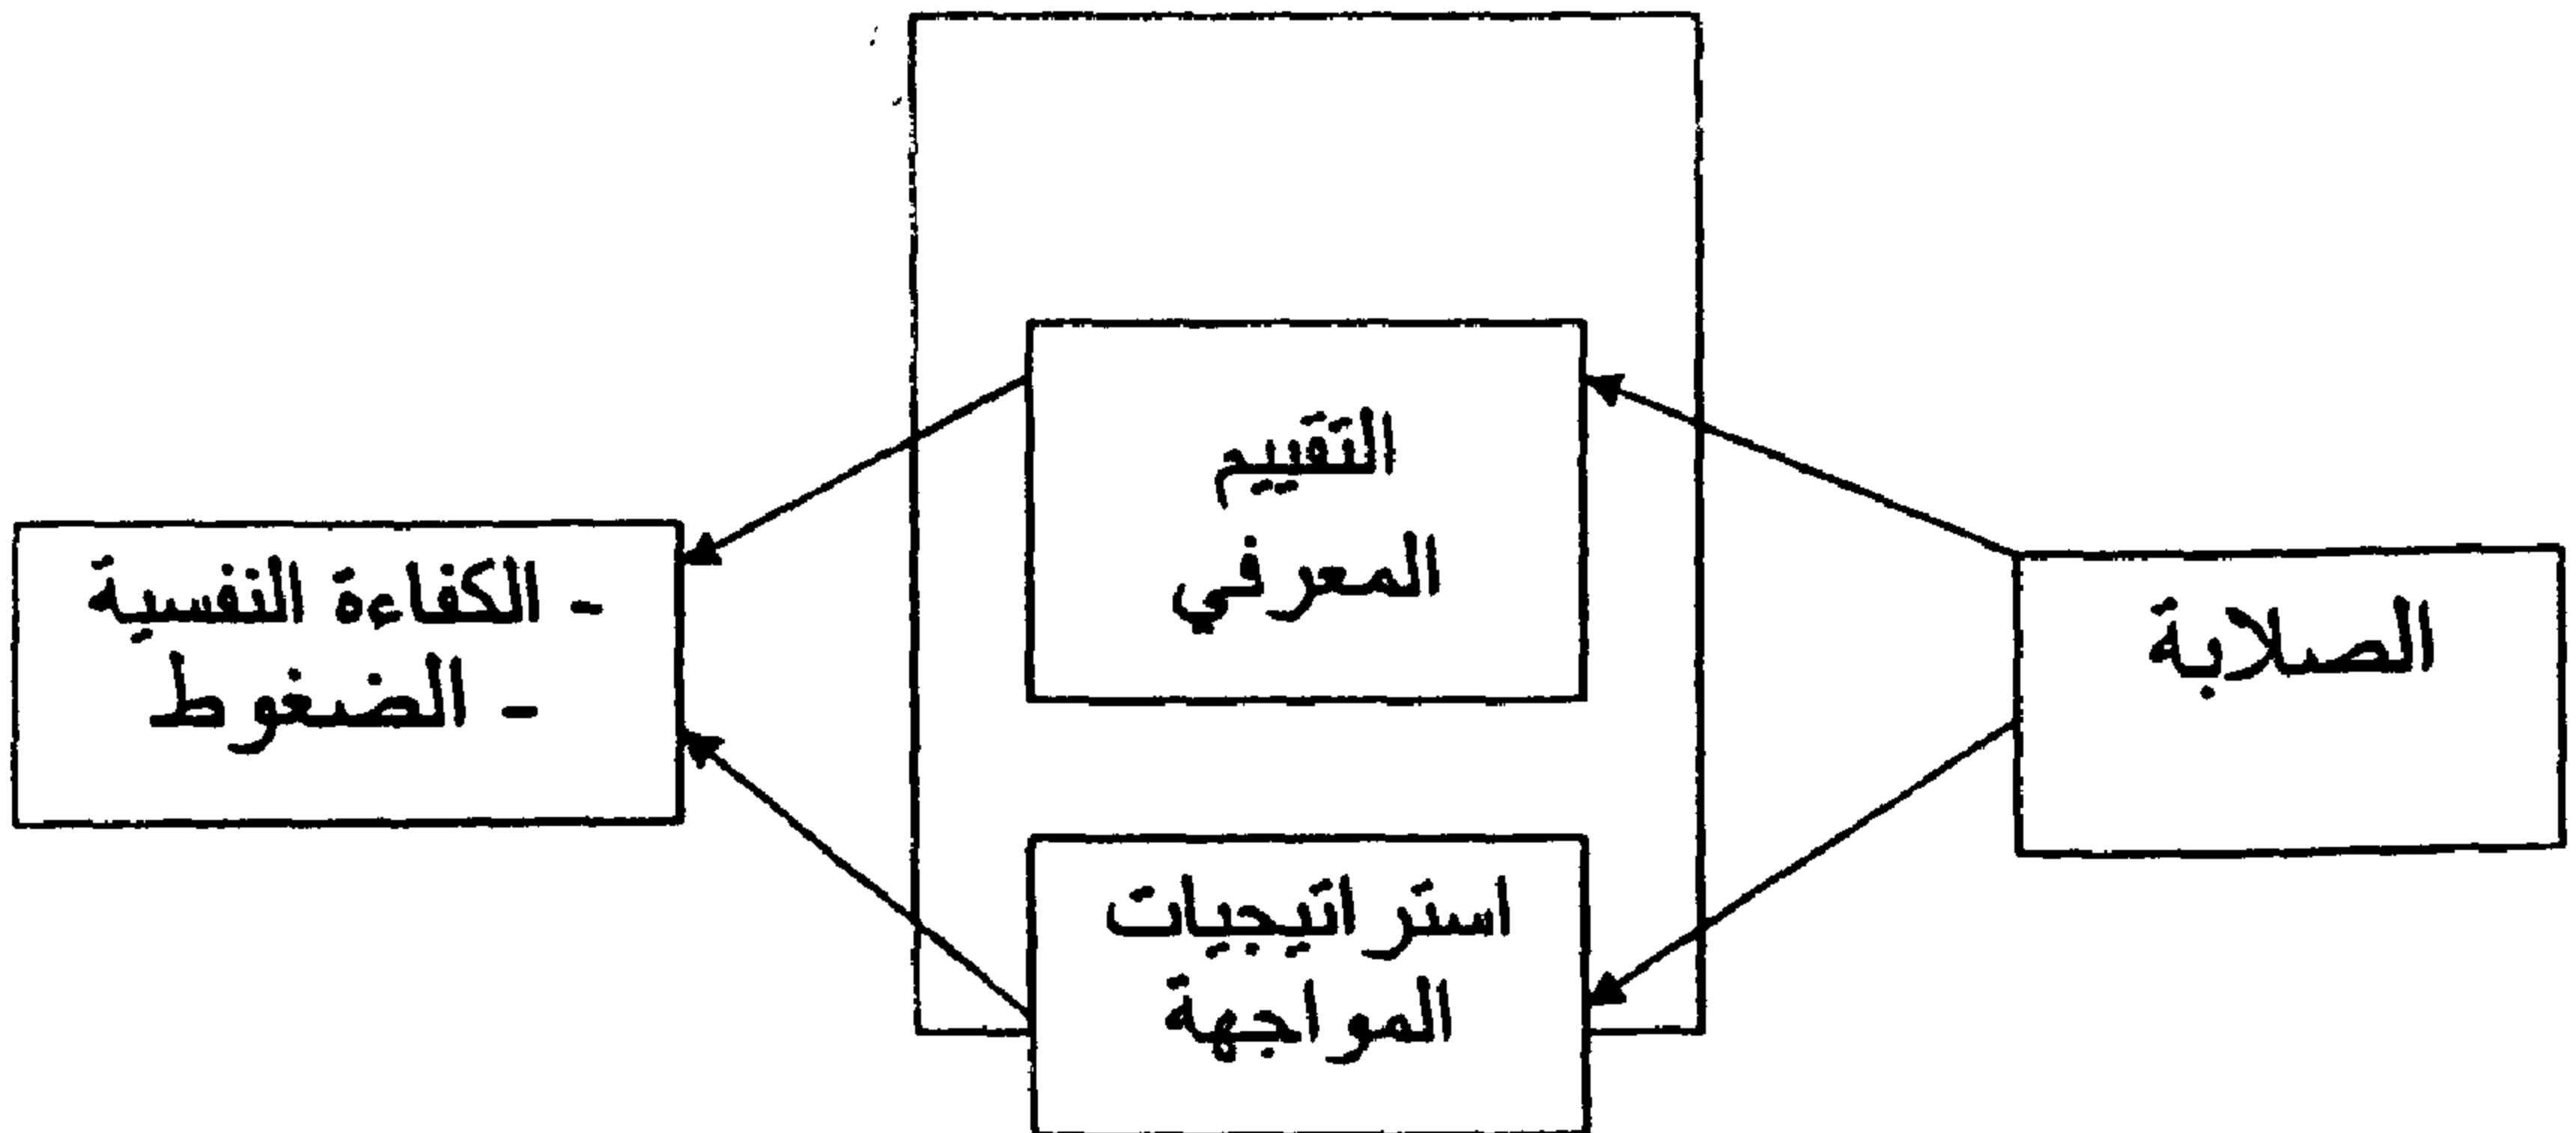 الصلابة
التقييم
المعرفي
استراتيجيات
المواجهة
- الكفاءة النفسية
- الضغوط